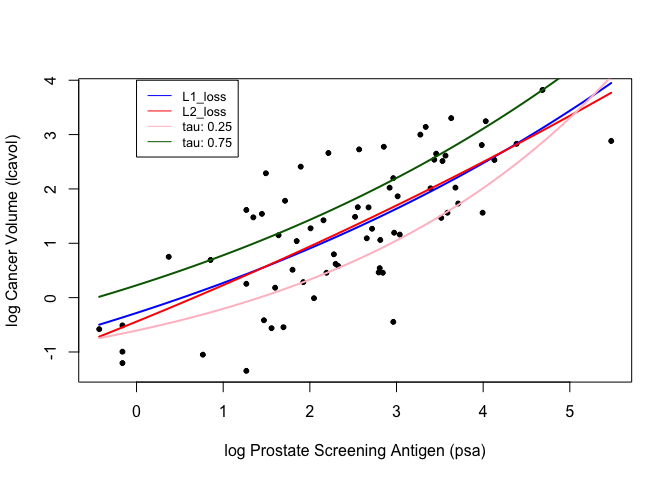 L1_loss
L2_loss
tau: 0.25
tau: 0.75
log Cancer Volume (lcavol)
4
3
2
1
0
-1
0 1 2 3 4 5
log Prostate Screening Antigen (psa)